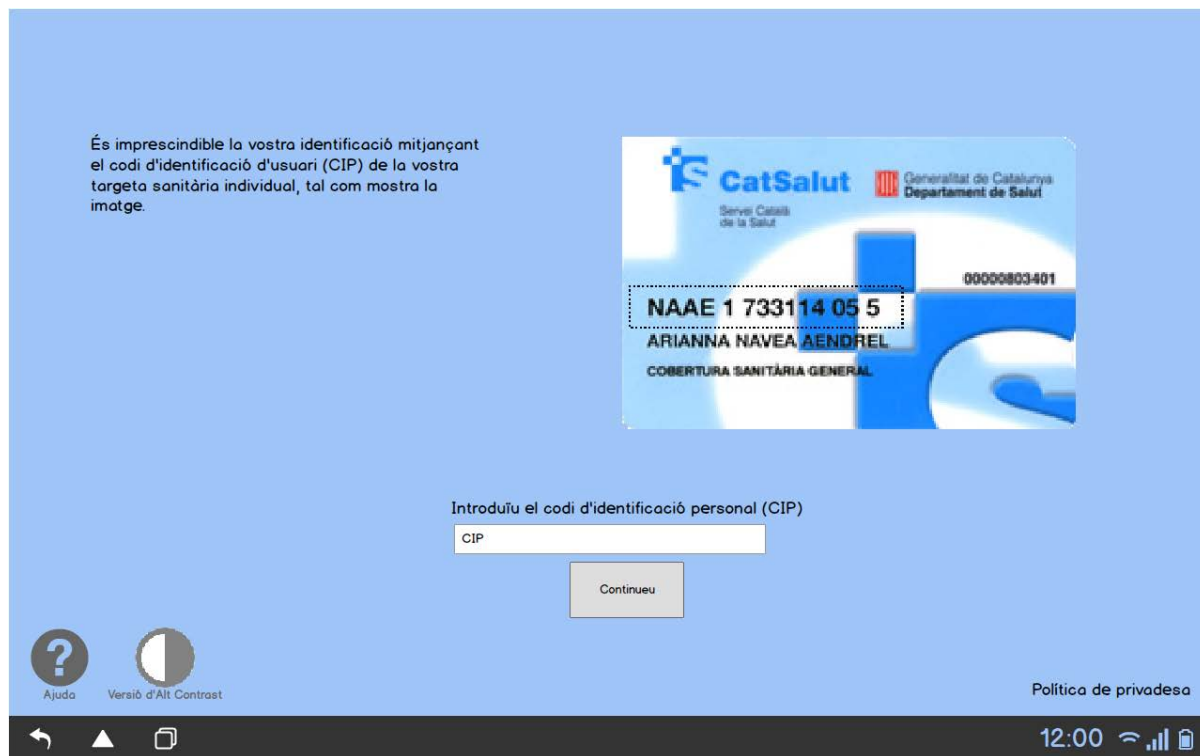 És imprescindible la vostra identificació mitjançant
el codi d'identificació d'usuari (CIP) de la vostra
targeta sanitària individual, tal com mostra la
imatge.
CatSalut
Servei Català
de la Salut
Generalitat de Catalunya
Departament de Salut
00000803401
NAAE 1 733114 05 5
ARIANNA NAVEA AENDREL
COBERTURA SANITÀRIA GENERAL
Introduïu el codi d'identificació personal (CIP)
CIP
Continueu
?
Ajuda
Versió d'Alt Contrast
Política de privadesa
12:00